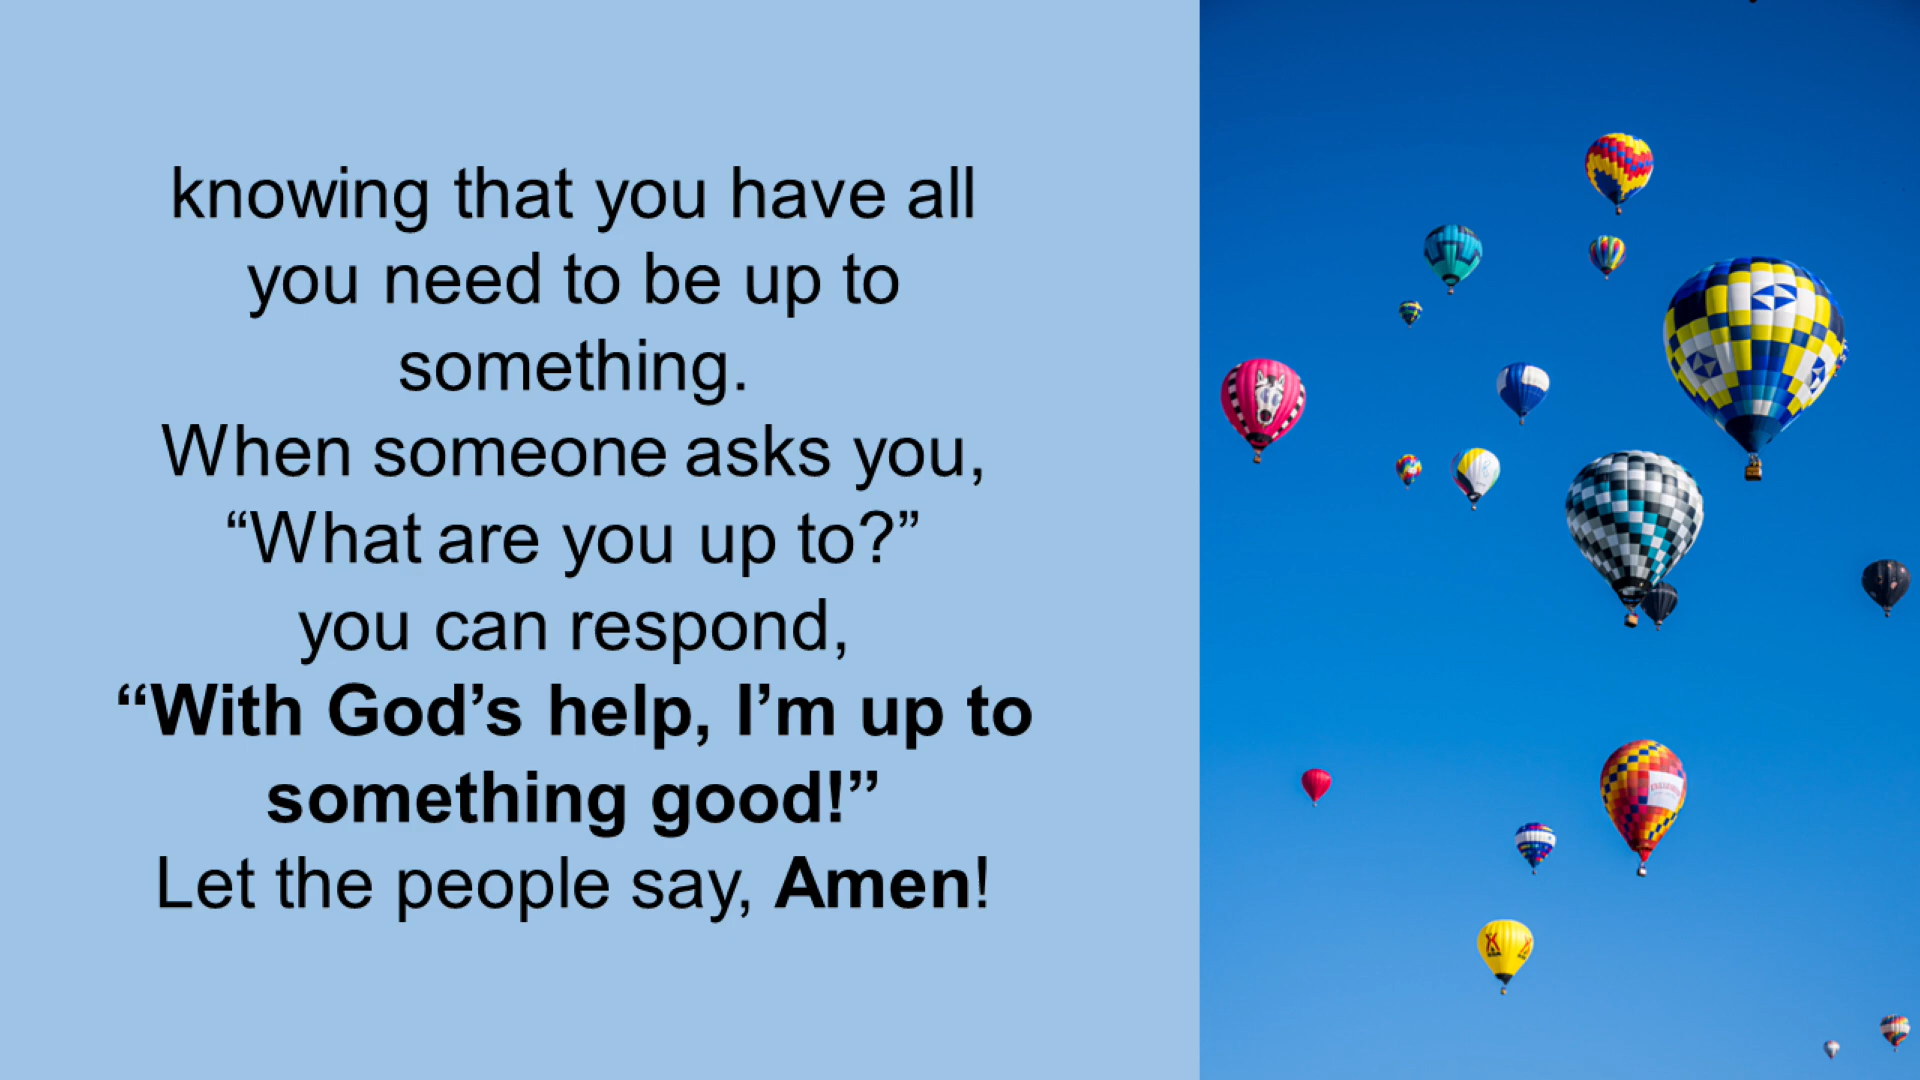 knowing that you have all
you need to be up to
something.
When someone asks you,
“What are you up to?”
you can respond,
“With God’s help, I’m up to
something good!”
Let the people say, Amen!